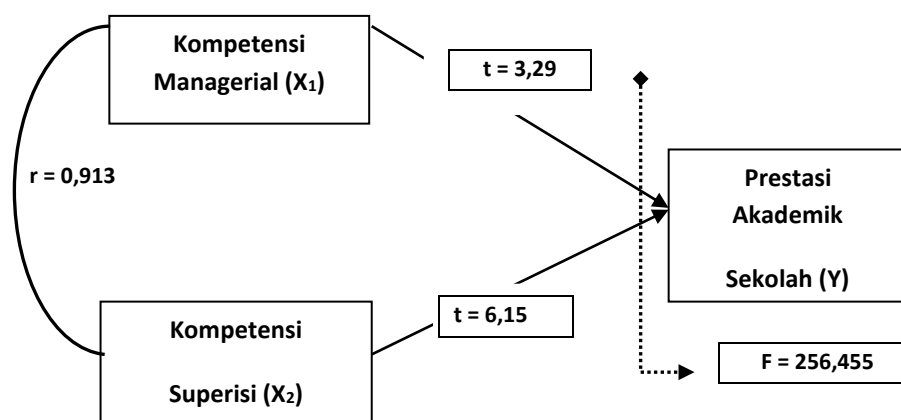 Kompetensi
Managerial (X₁)
t = 3,29
r = 0,913
Prestasi
Akademik
Sekolah (Y)
Kompetensi
Superisi (X₂)
t = 6,15
F = 256,455